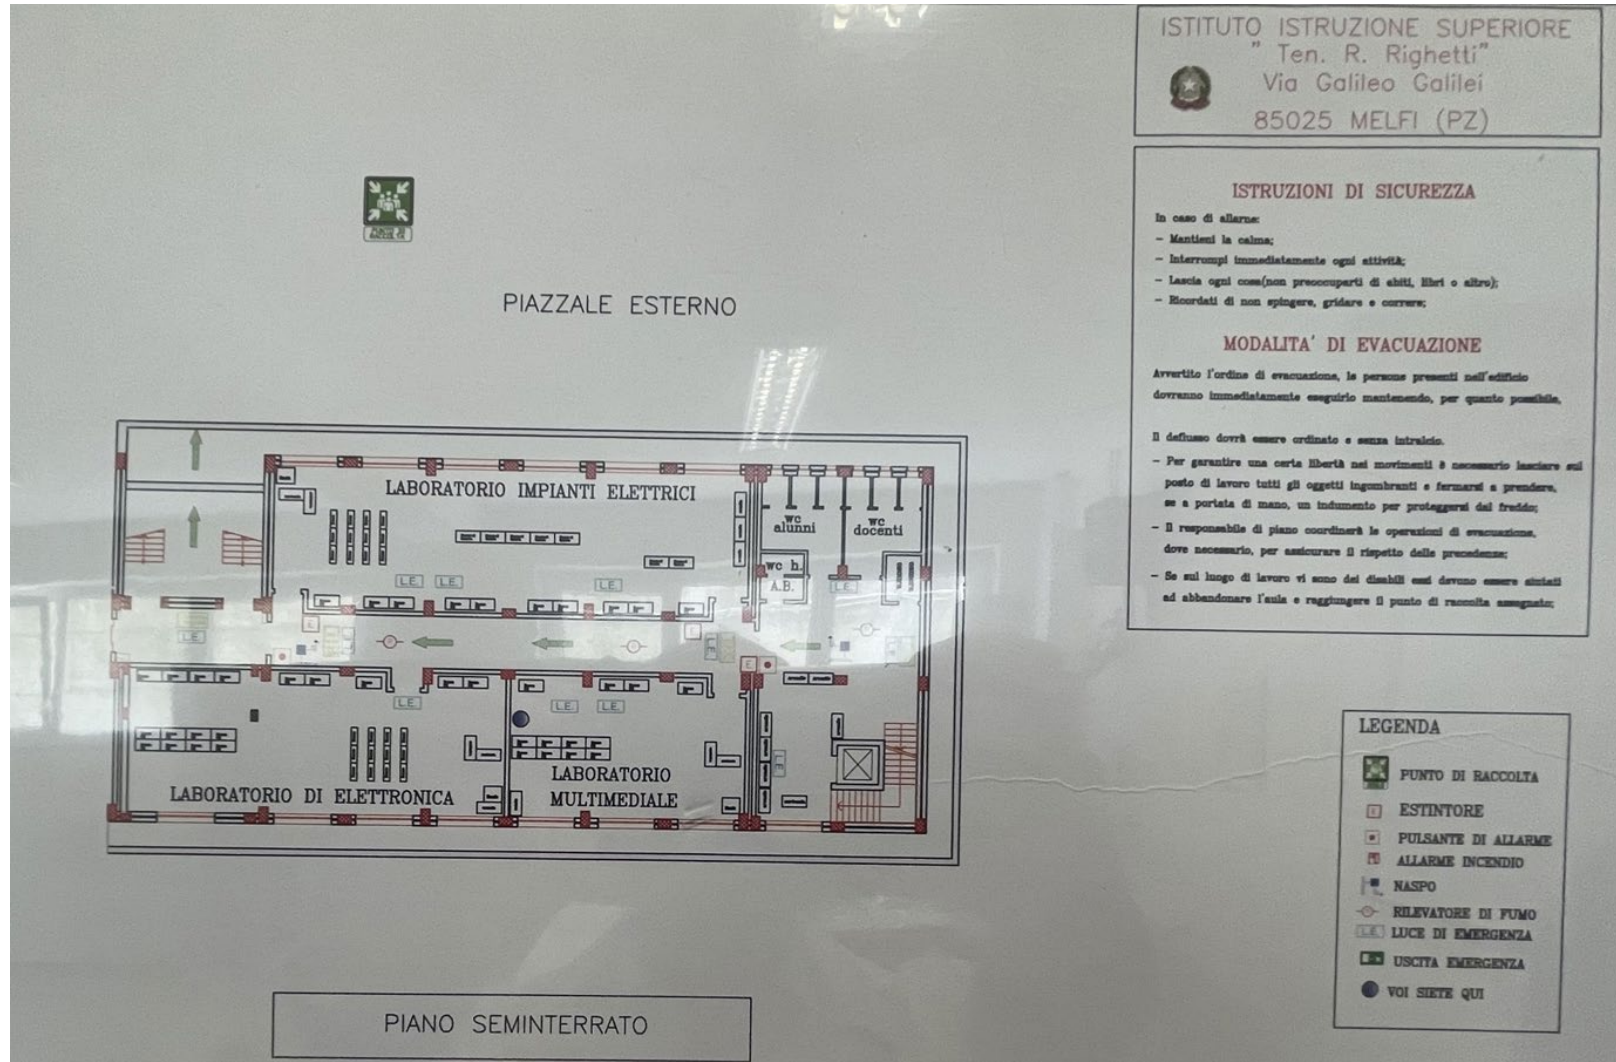 ISTITUTO ISTRUZIONE SUPERIORE
" Ten. R. Righetti"
Via Galileo Galilei
85025 MELFI (PZ)
ISTRUZIONI DI SICUREZZA
In caso di allarme:
- Mantieni la calma;
- Interrompi immediatamente ogni attività;
- Lascia ogni cosa(non preoccuparti di abiti, libri o altro);
- Ricordati di non spingere, gridare e correre;
MODALITA' DI EVACUAZIONE
Avvertito l'ordine di evacuazione, le persone presenti nell'edificio
dovranno immediatamente eseguirlo mantenendo, per quanto possibile,
Il deflusso dovrà essere ordinato e senza intralcio.
- Per garantire una certa libertà nei movimenti è necessario lasciare sul
posto di lavoro tutti gli oggetti ingombranti e fermarsi a prendere,
se a portata di mano, un indumento per proteggersi dal freddo;
- Il responsabile di piano coordinerà le operazioni di evacuazione,
dove necessario, per assicurare il rispetto delle precedenze;
- Se sul luogo di lavoro vi sono dei disabili essi devono essere aiutati
ad abbandonare l'aula e raggiungere il punto di raccolta assegnato;
PUNTO DI
RACCOLTA
PIAZZALE ESTERNO
LABORATORIO IMPIANTI ELETTRICI
wc
alunni
wc
docenti
wc h.
A.B.
L.E.
L.E.
L.E.
L.E.
L.E.
E
E
L.E.
E
L.E.
L.E.
L.E.
L.E.
LABORATORIO DI ELETTRONICA
LABORATORIO
MULTIMEDIALE
LEGENDA
PUNTO DI RACCOLTA
E ESTINTORE
PULSANTE DI ALLARME
ALLARME INCENDIO
NASPO
RILEVATORE DI FUMO
L.E. LUCE DI EMERGENZA
USCITA EMERGENZA
VOI SIETE QUI
PIANO SEMINTERRATO